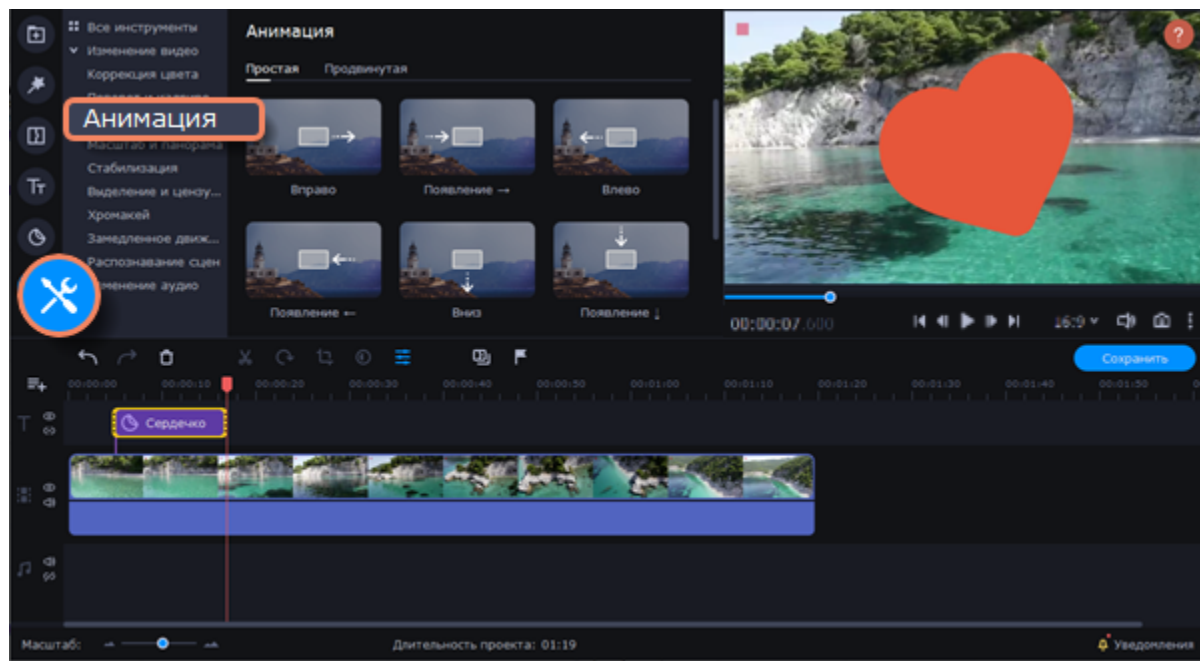 Все инструменты
Изменение видео
Коррекция цвета
Анимация
Масштаб и панорама
Стабилизация
Выделение и цензу...
Хромакей
Замедленное движ...
Распознавание сцен
Изменение аудио
Анимация
Простая Продвинутая
Вправо Появление → Влево
Появление ← Вниз Появление ↓
?
00:00:07.600
16:9
Сохранить
00:00:00 00:00:10 00:00:20 00:00:30 00:00:40 00:00:50 00:01:00 00:01:10 00:01:20 00:01:30 00:01:40 00:01:50
Сердечко
Масштаб: Длительность проекта: 01:19 Уведомления